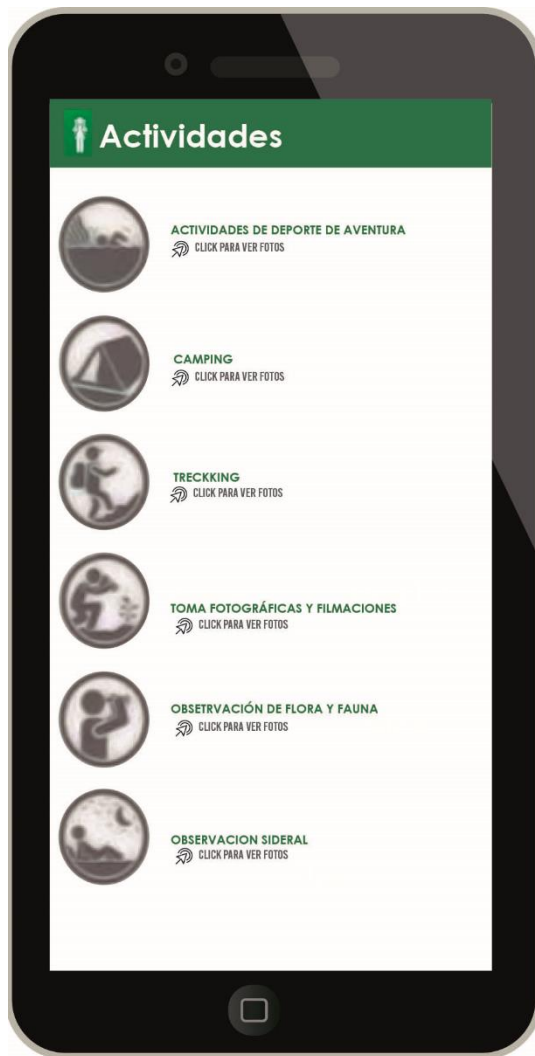 Actividades
ACTIVIDADES DE DEPORTE DE AVENTURA
CLICK PARA VER FOTOS
CAMPING
CLICK PARA VER FOTOS
TRECKKING
CLICK PARA VER FOTOS
TOMA FOTOGRÁFICAS Y FILMACIONES
CLICK PARA VER FOTOS
OBSETRVACIÓN DE FLORA Y FAUNA
CLICK PARA VER FOTOS
OBSERVACION SIDERAL
CLICK PARA VER FOTOS